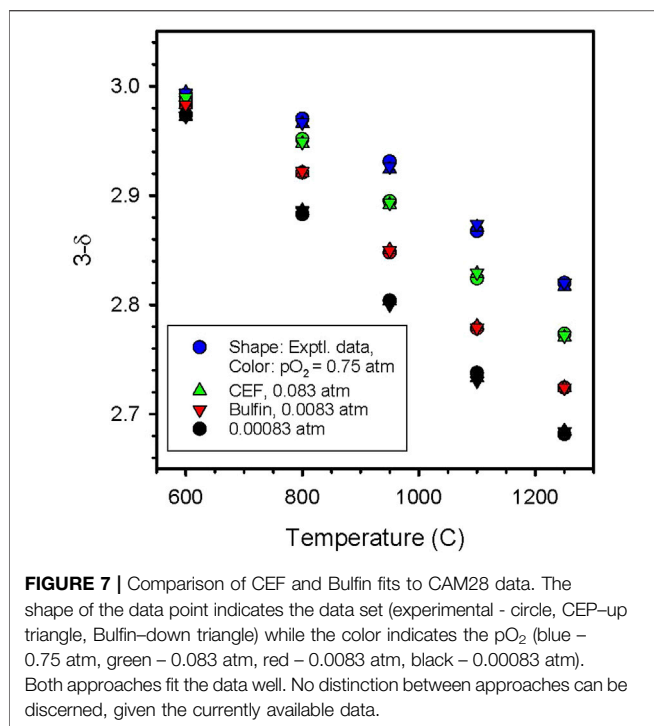 3.0
2.9
2.8
2.7
3-δ
Shape: Exptl. data,
Color: pO₂ = 0.75 atm
CEF, 0.083 atm
Bulfin, 0.0083 atm
0.00083 atm
600 800 1000 1200
Temperature (C)
FIGURE 7 | Comparison of CEF and Bulfin fits to CAM28 data. The
shape of the data point indicates the data set (experimental - circle, CEP–up
triangle, Bulfin–down triangle) while the color indicates the pO₂ (blue –
0.75 atm, green – 0.083 atm, red – 0.0083 atm, black – 0.00083 atm).
Both approaches fit the data well. No distinction between approaches can be
discerned, given the currently available data.